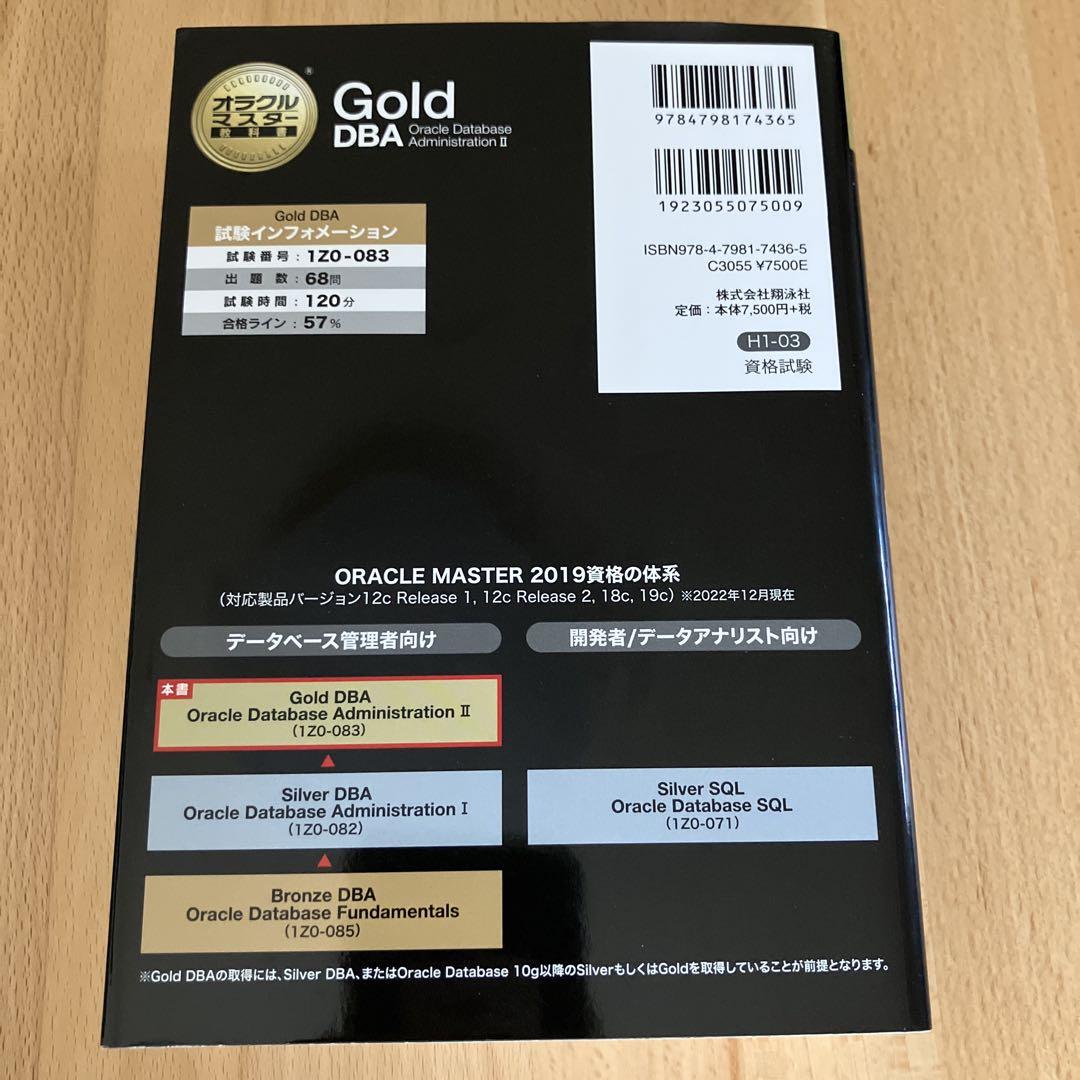 オラクル
マスター
教科書
®
Gold
DBA Oracle Database
Administration Ⅱ
9784798174365
1923055075009
ISBN978-4-7981-7436-5
C3055 ¥7500E
株式会社翔泳社
定価：本体7,500円+税
H1-03
資格試験
Gold DBA
試験インフォメーション
試験番号：1Z0-083
出題数：68問
試験時間：120分
合格ライン：57%
ORACLE MASTER 2019資格の体系
（対応製品バージョン12c Release 1, 12c Release 2, 18c, 19c）※2022年12月現在
データベース管理者向け
開発者/データアナリスト向け
本書
Gold DBA
Oracle Database Administration Ⅱ
（1Z0-083）
Silver DBA
Oracle Database Administration Ⅰ
（1Z0-082）
Silver SQL
Oracle Database SQL
（1Z0-071）
Bronze DBA
Oracle Database Fundamentals
（1Z0-085）
※Gold DBAの取得には、Silver DBA、またはOracle Database 10g以降のSilverもしくはGoldを取得していることが前提となります。